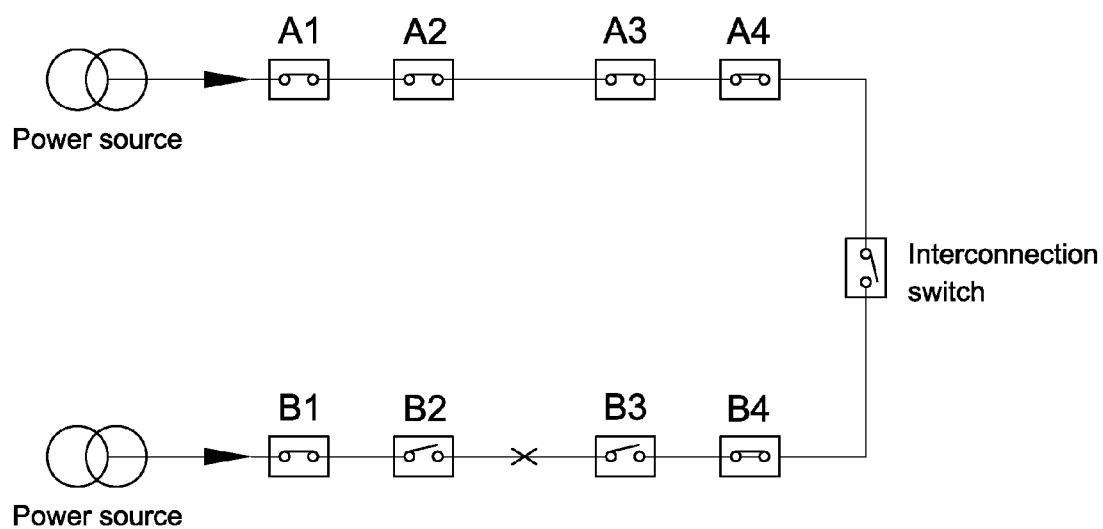 A1 A2 A3 A4
Power source
Interconnection
switch
B1 B2 B3 B4
Power source